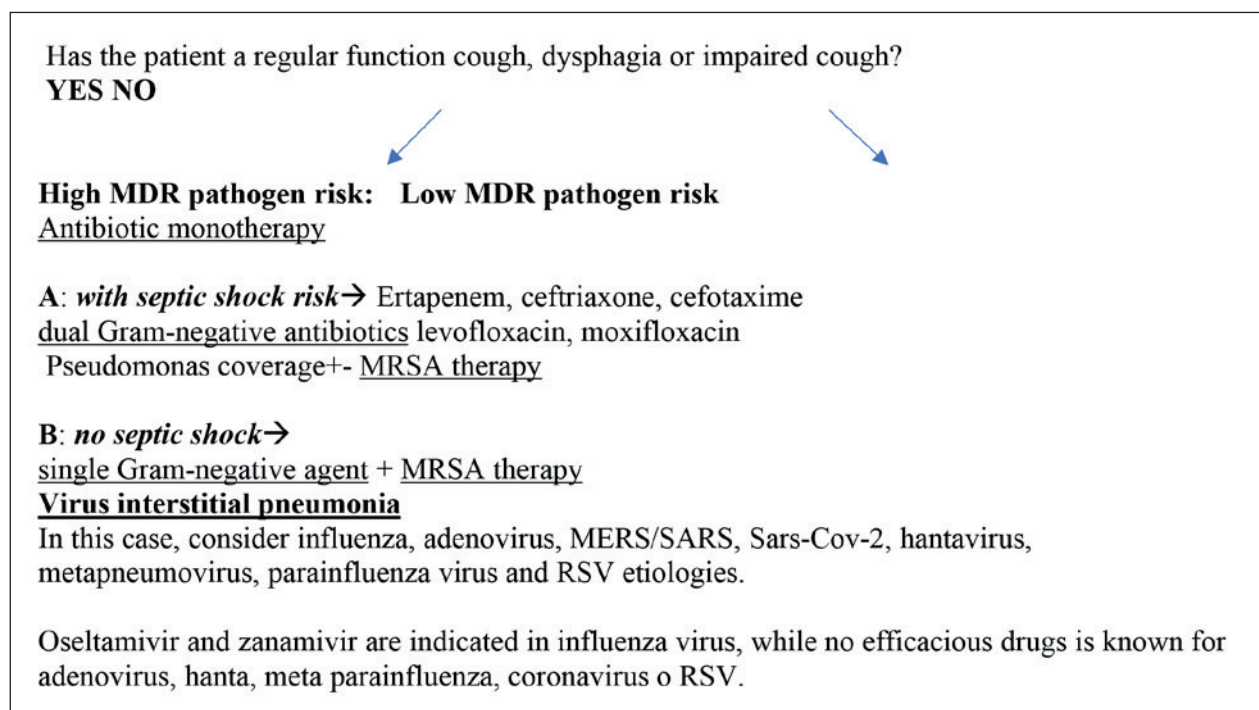 Has the patient a regular function cough, dysphagia or impaired cough?
YES NO
High MDR pathogen risk: Low MDR pathogen risk
Antibiotic monotherapy
A: with septic shock risk→ Ertapenem, ceftriaxone, cefotaxime
dual Gram-negative antibiotics levofloxacin, moxifloxacin
Pseudomonas coverage+- MRSA therapy
B: no septic shock→
single Gram-negative agent + MRSA therapy
Virus interstitial pneumonia
In this case, consider influenza, adenovirus, MERS/SARS, Sars-Cov-2, hantavirus,
metapneumovirus, parainfluenza virus and RSV etiologies.
Oseltamivir and zanamivir are indicated in influenza virus, while no efficacious drugs is known for
adenovirus, hanta, meta parainfluenza, coronavirus o RSV.